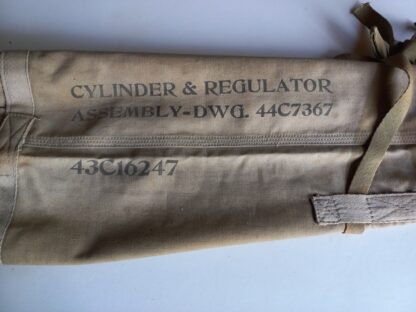 CYLINDER & REGULATOR
ASSEMBLY-DWG. 44C7367
43C16247